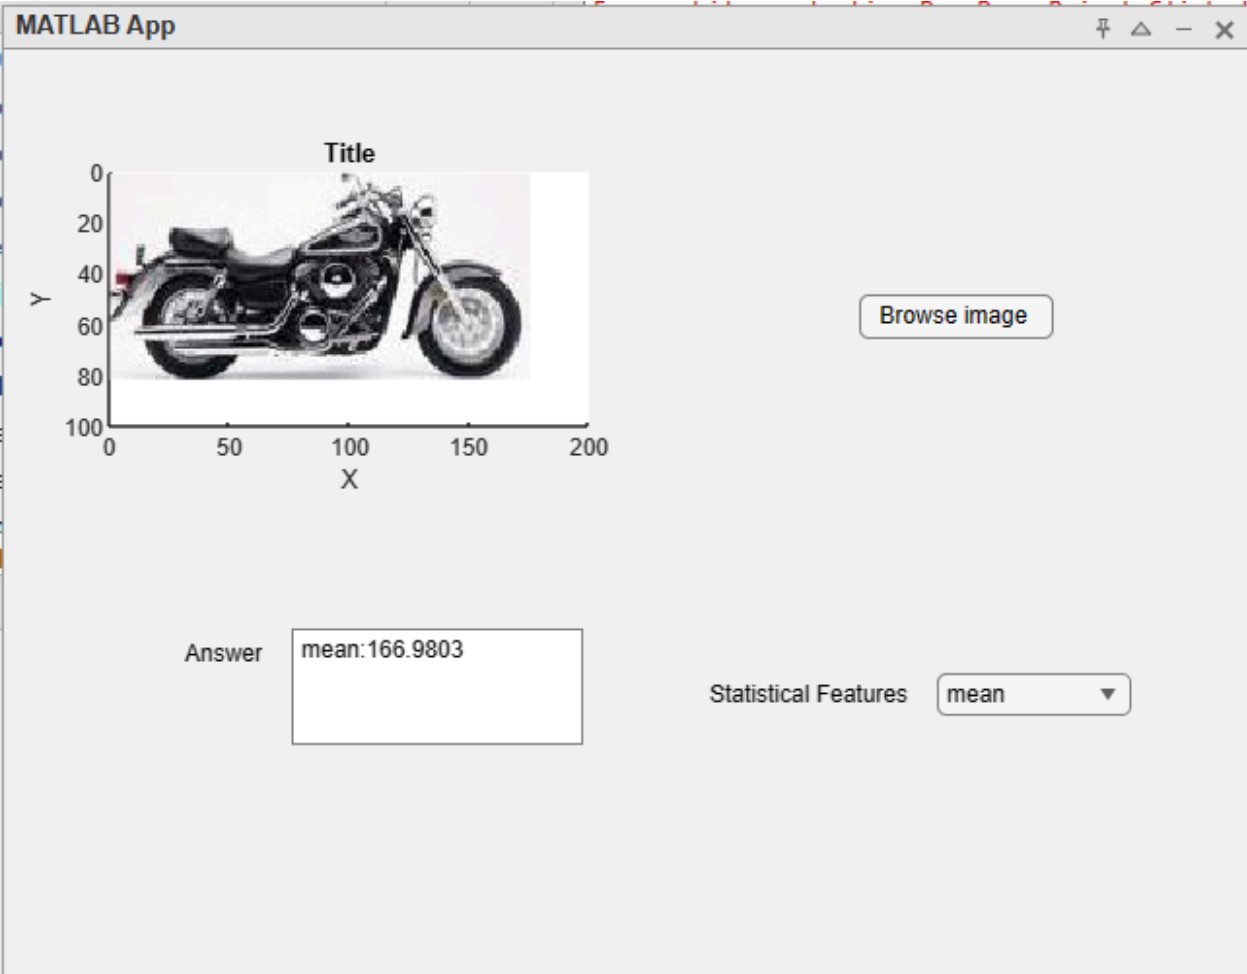 MATLAB App
Title
0
20
40
60
80
100
Y
0 50 100 150 200
X
Browse image
Answer
mean:166.9803
Statistical Features
mean